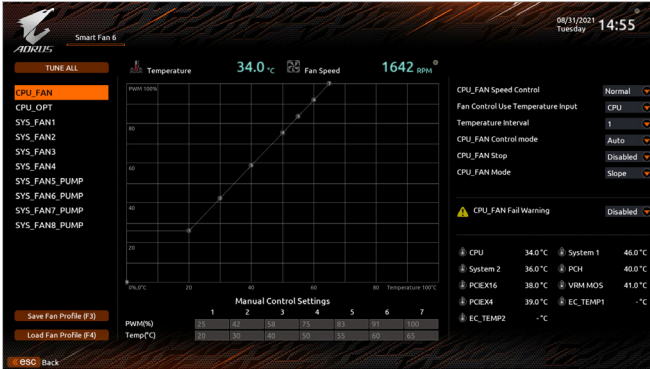 08/31/2021
Tuesday
14:55
AORUS
Smart Fan 6
TUNE ALL
Temperature 34.0 °C
Fan Speed 1642 RPM
CPU_FAN
CPU_OPT
SYS_FAN1
SYS_FAN2
SYS_FAN3
SYS_FAN4
SYS_FAN5_PUMP
SYS_FAN6_PUMP
SYS_FAN7_PUMP
SYS_FAN8_PUMP
Save Fan Profile (F3)
Load Fan Profile (F4)
PWM 100%
80
60
40
20
0%,0°C 20 40 60 80 Temperature 100°C
Manual Control Settings
1 2 3 4 5 6 7
PWM(%) 25 42 58 75 83 91 100
Temp(°C) 20 30 40 50 55 60 65
CPU_FAN Speed Control Normal
Fan Control Use Temperature Input CPU
Temperature Interval 1
CPU_FAN Control mode Auto
CPU_FAN Stop Disabled
CPU_FAN Mode Slope
CPU_FAN Fail Warning Disabled
CPU 34.0°C System 1 46.0°C
System 2 36.0°C PCH 40.0°C
PCIEX16 38.0°C VRM MOS 41.0°C
PCIEX4 39.0°C EC_TEMP1 -°C
EC_TEMP2 -°C
esc Back